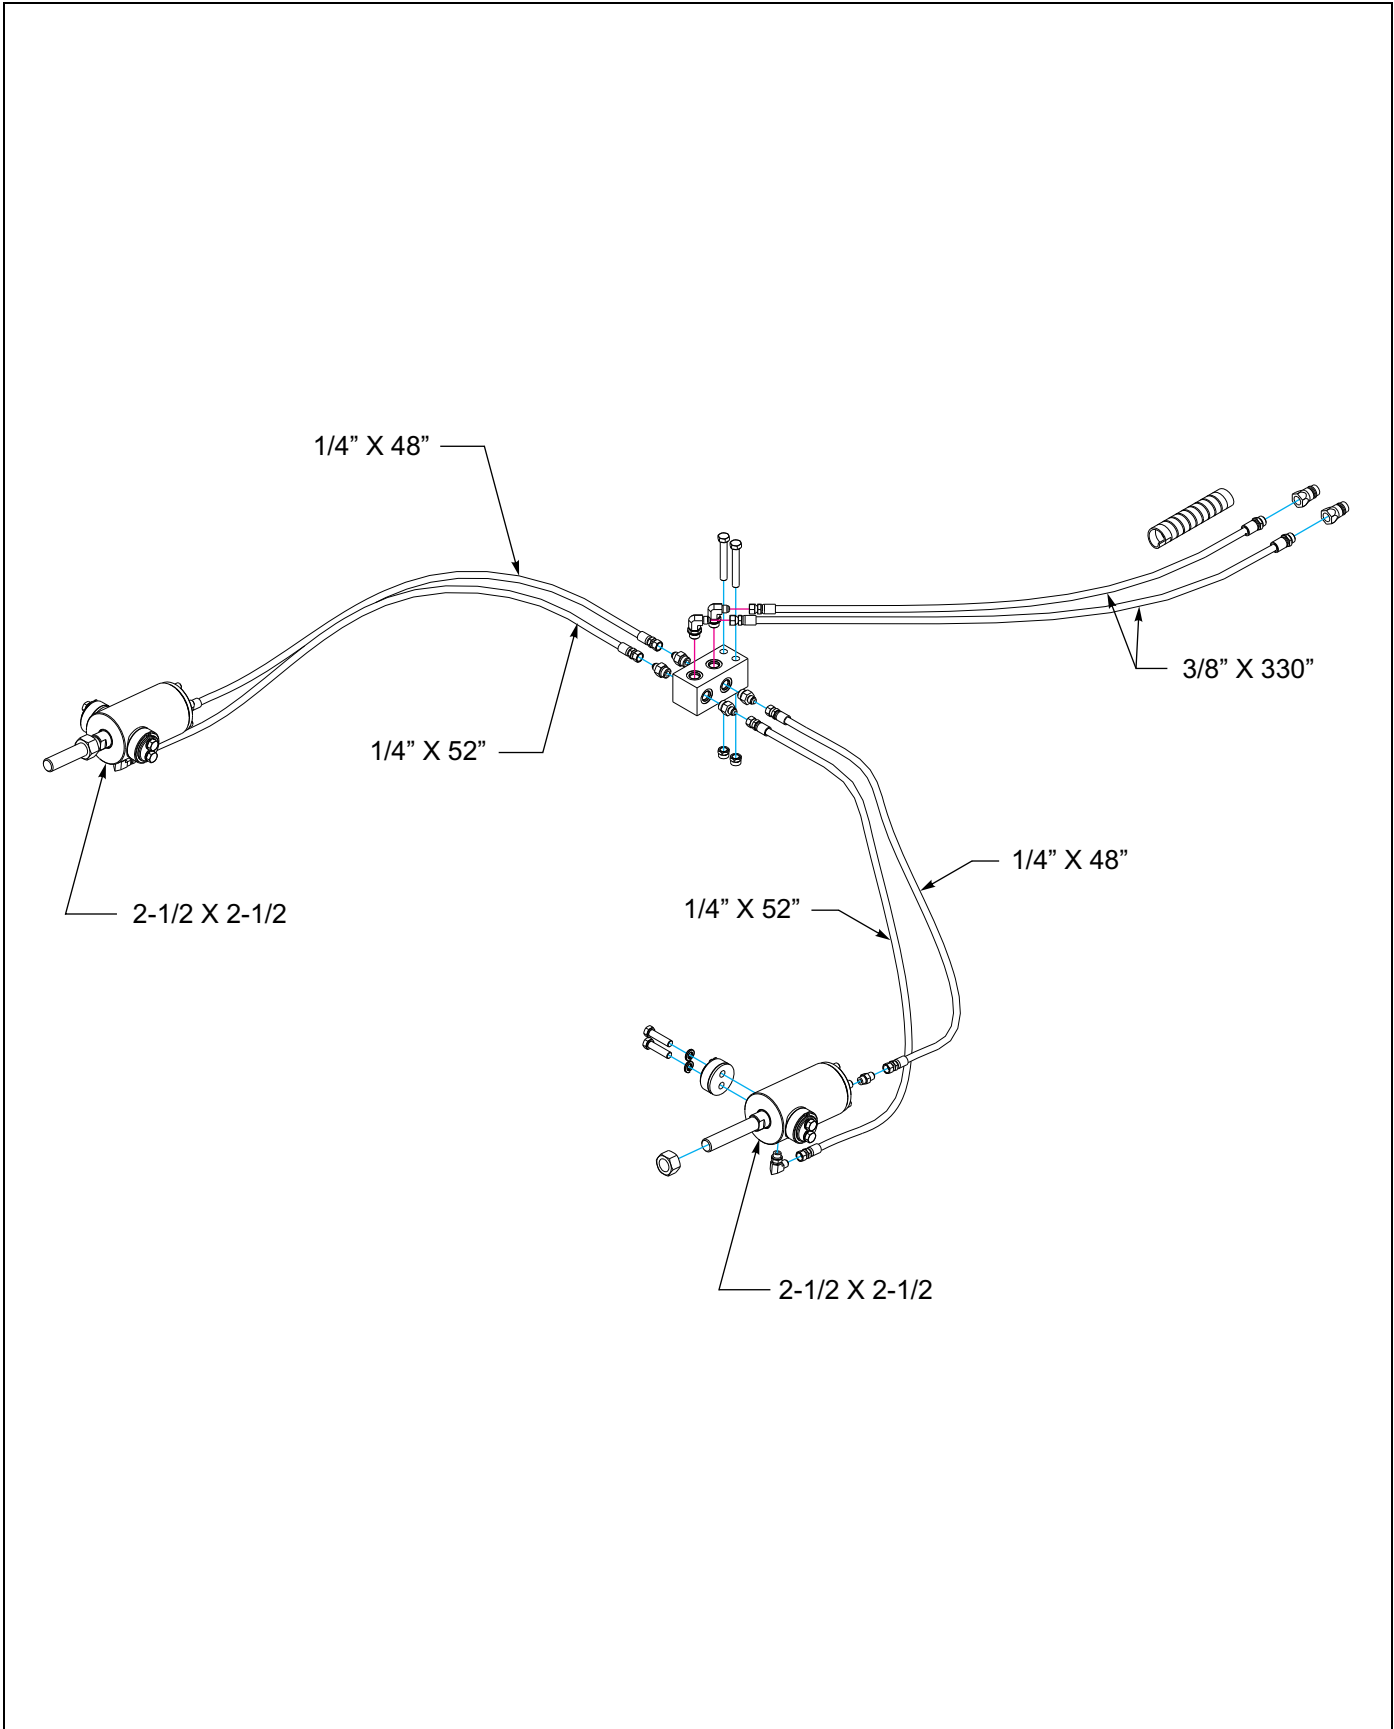 1/4” X 48”
3/8” X 330”
1/4” X 52”
1/4” X 48”
2-1/2 X 2-1/2
1/4” X 52”
2-1/2 X 2-1/2